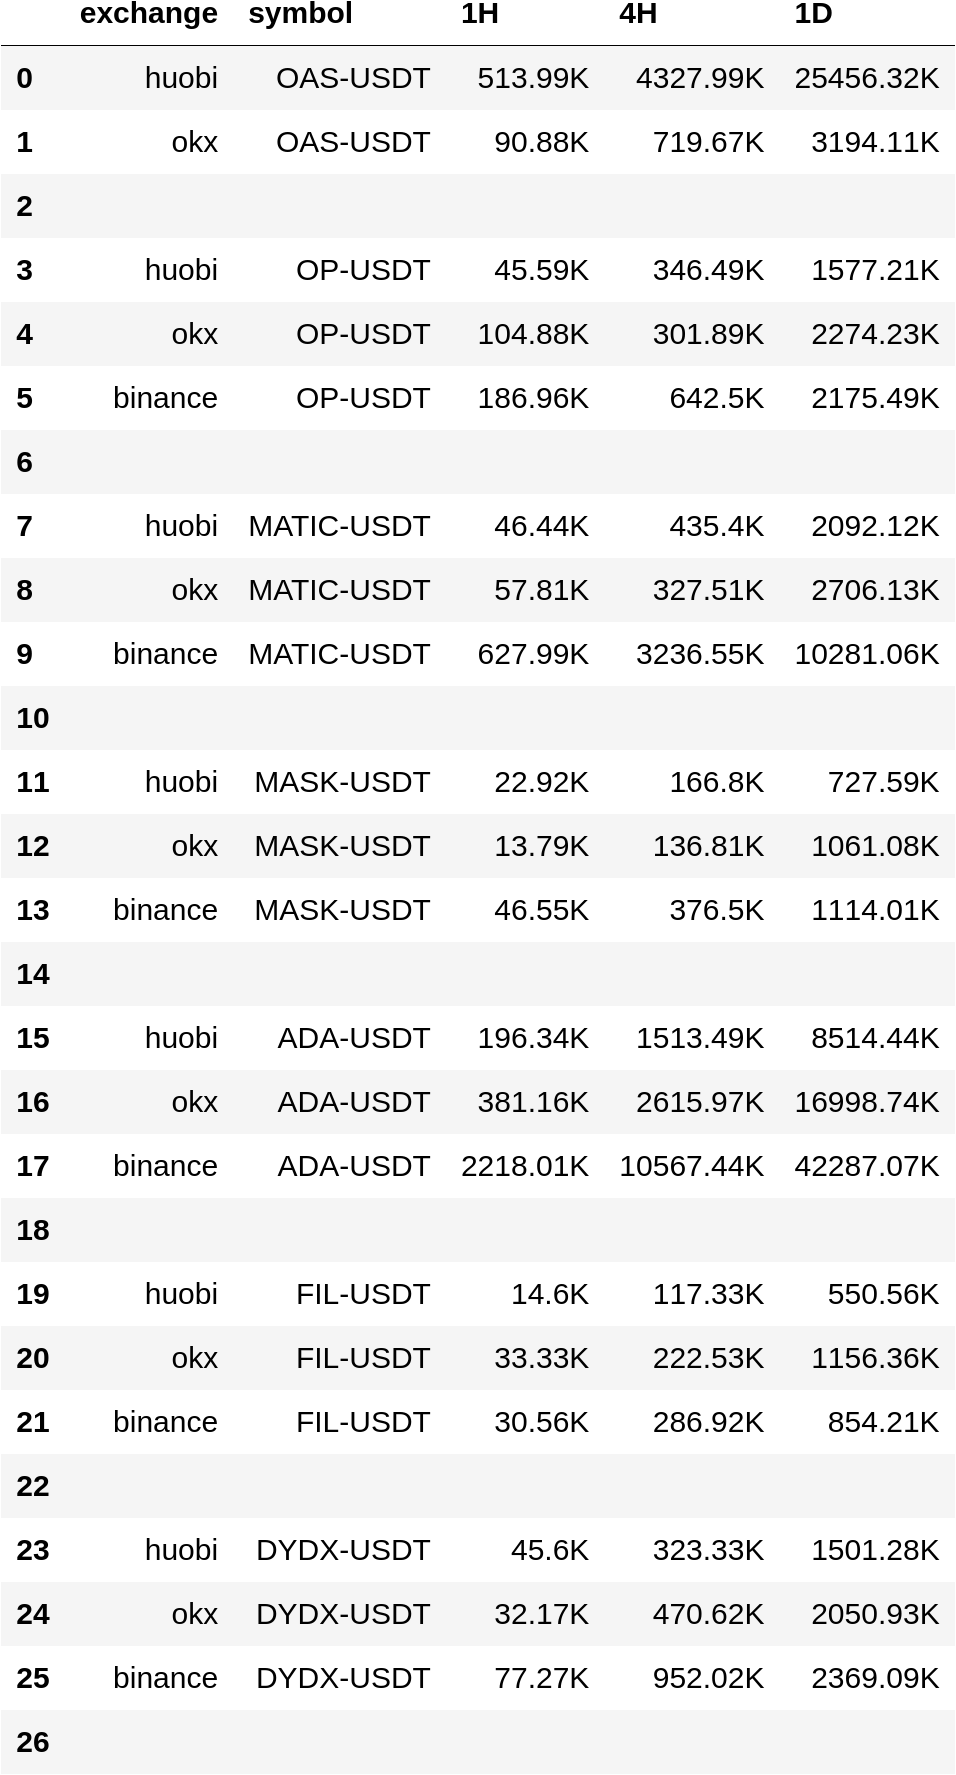 exchange symbol 1H 4H 1D
0 huobi OAS-USDT 513.99K 4327.99K 25456.32K
1 okx OAS-USDT 90.88K 719.67K 3194.11K
2
3 huobi OP-USDT 45.59K 346.49K 1577.21K
4 okx OP-USDT 104.88K 301.89K 2274.23K
5 binance OP-USDT 186.96K 642.5K 2175.49K
6
7 huobi MATIC-USDT 46.44K 435.4K 2092.12K
8 okx MATIC-USDT 57.81K 327.51K 2706.13K
9 binance MATIC-USDT 627.99K 3236.55K 10281.06K
10
11 huobi MASK-USDT 22.92K 166.8K 727.59K
12 okx MASK-USDT 13.79K 136.81K 1061.08K
13 binance MASK-USDT 46.55K 376.5K 1114.01K
14
15 huobi ADA-USDT 196.34K 1513.49K 8514.44K
16 okx ADA-USDT 381.16K 2615.97K 16998.74K
17 binance ADA-USDT 2218.01K 10567.44K 42287.07K
18
19 huobi FIL-USDT 14.6K 117.33K 550.56K
20 okx FIL-USDT 33.33K 222.53K 1156.36K
21 binance FIL-USDT 30.56K 286.92K 854.21K
22
23 huobi DYDX-USDT 45.6K 323.33K 1501.28K
24 okx DYDX-USDT 32.17K 470.62K 2050.93K
25 binance DYDX-USDT 77.27K 952.02K 2369.09K
26